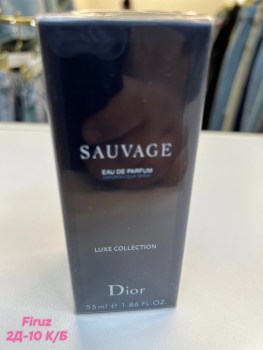 SAUVAGE
EAU DE PARFUM
LUXE COLLECTION
Dior
55ml e 1.86 FL.OZ
Firuz
2Д-10 К/Б